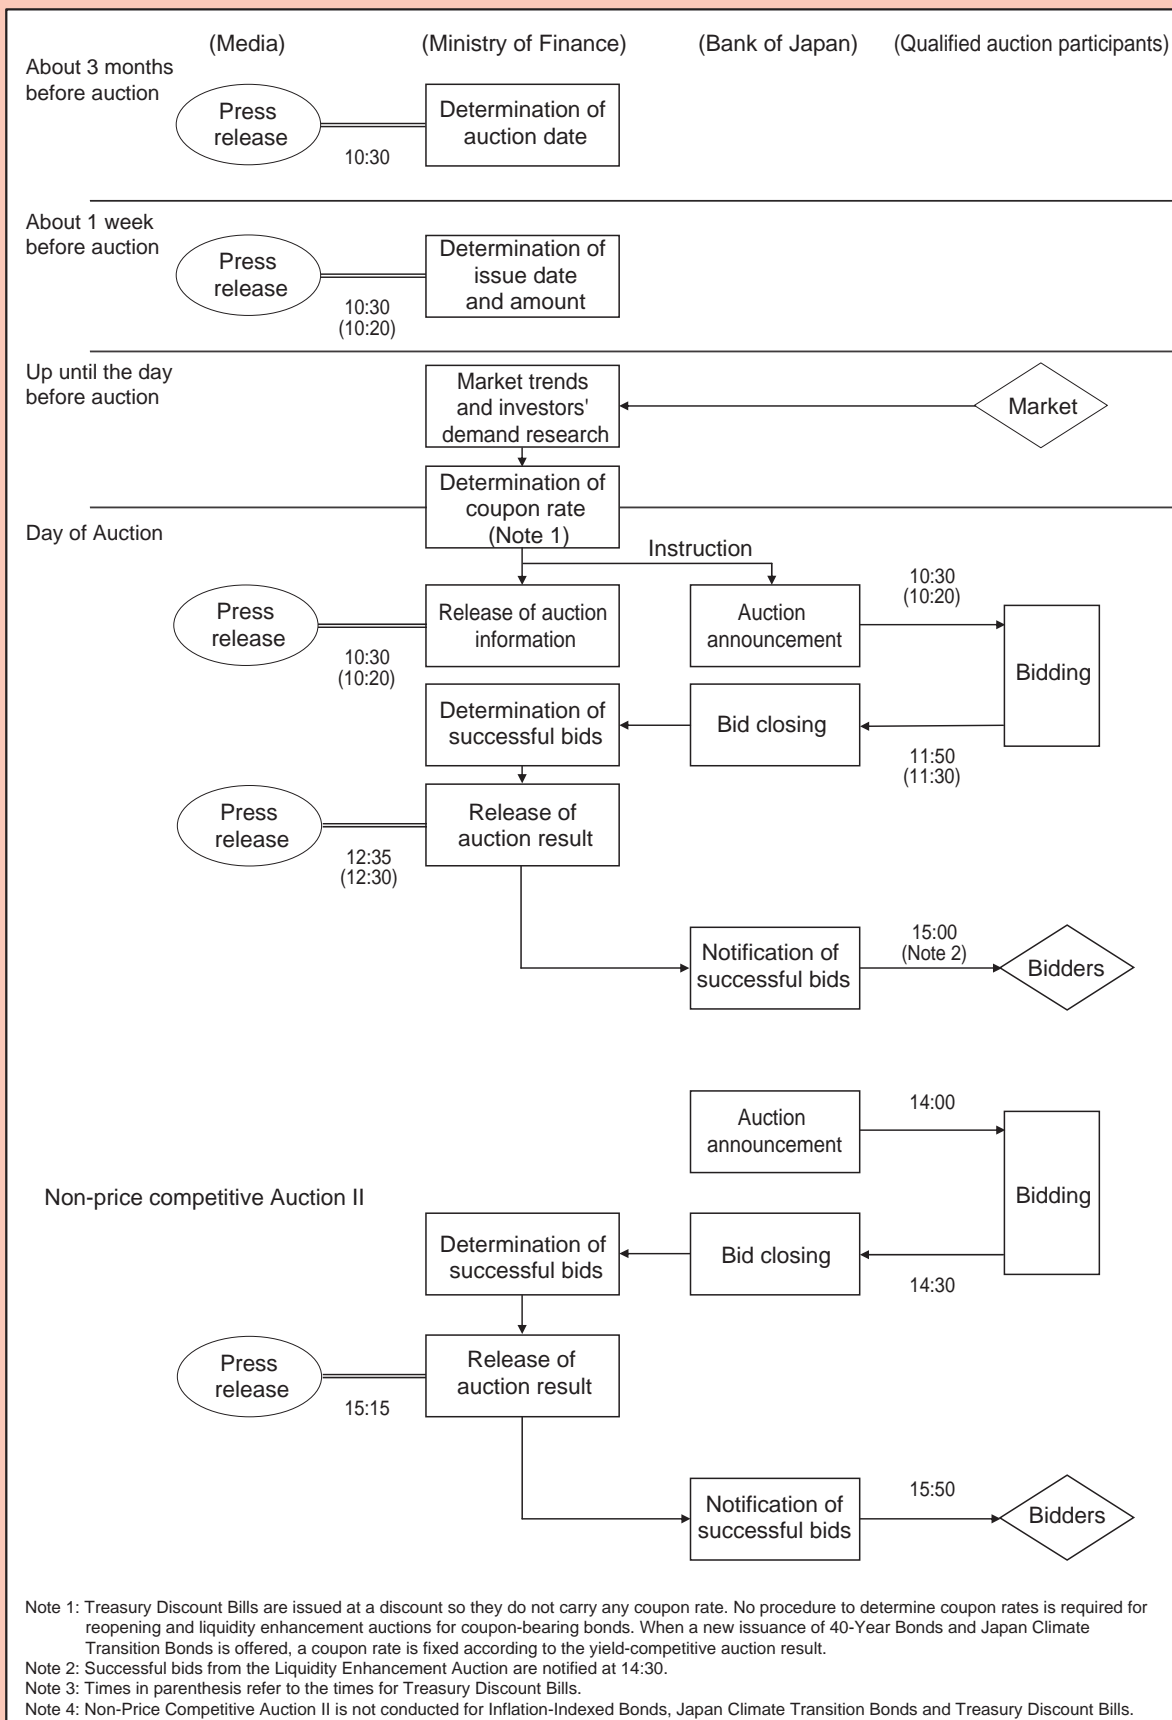 (Media)
(Ministry of Finance)
(Bank of Japan)
(Qualified auction participants)
About 3 months
before auction
Press
release
10:30
Determination of
auction date
About 1 week
before auction
Press
release
10:30
(10:20)
Determination of
issue date
and amount
Up until the day
before auction
Market trends
and investors'
demand research
Market
Determination of
coupon rate
(Note 1)
Day of Auction
Instruction
Press
release
10:30
(10:20)
Release of auction
information
Auction
announcement
10:30
(10:20)
Bidding
Determination of
successful bids
Bid closing
11:50
(11:30)
Press
release
12:35
(12:30)
Release of
auction result
Notification of
successful bids
15:00
(Note 2)
Bidders
Auction
announcement
14:00
Bidding
Non-price competitive Auction II
Determination of
successful bids
Bid closing
14:30
Press
release
15:15
Release of
auction result
Notification of
successful bids
15:50
Bidders
Note 1: Treasury Discount Bills are issued at a discount so they do not carry any coupon rate. No procedure to determine coupon rates is required for
reopening and liquidity enhancement auctions for coupon-bearing bonds. When a new issuance of 40-Year Bonds and Japan Climate
Transition Bonds is offered, a coupon rate is fixed according to the yield-competitive auction result.
Note 2: Successful bids from the Liquidity Enhancement Auction are notified at 14:30.
Note 3: Times in parenthesis refer to the times for Treasury Discount Bills.
Note 4: Non-Price Competitive Auction II is not conducted for Inflation-Indexed Bonds, Japan Climate Transition Bonds and Treasury Discount Bills.